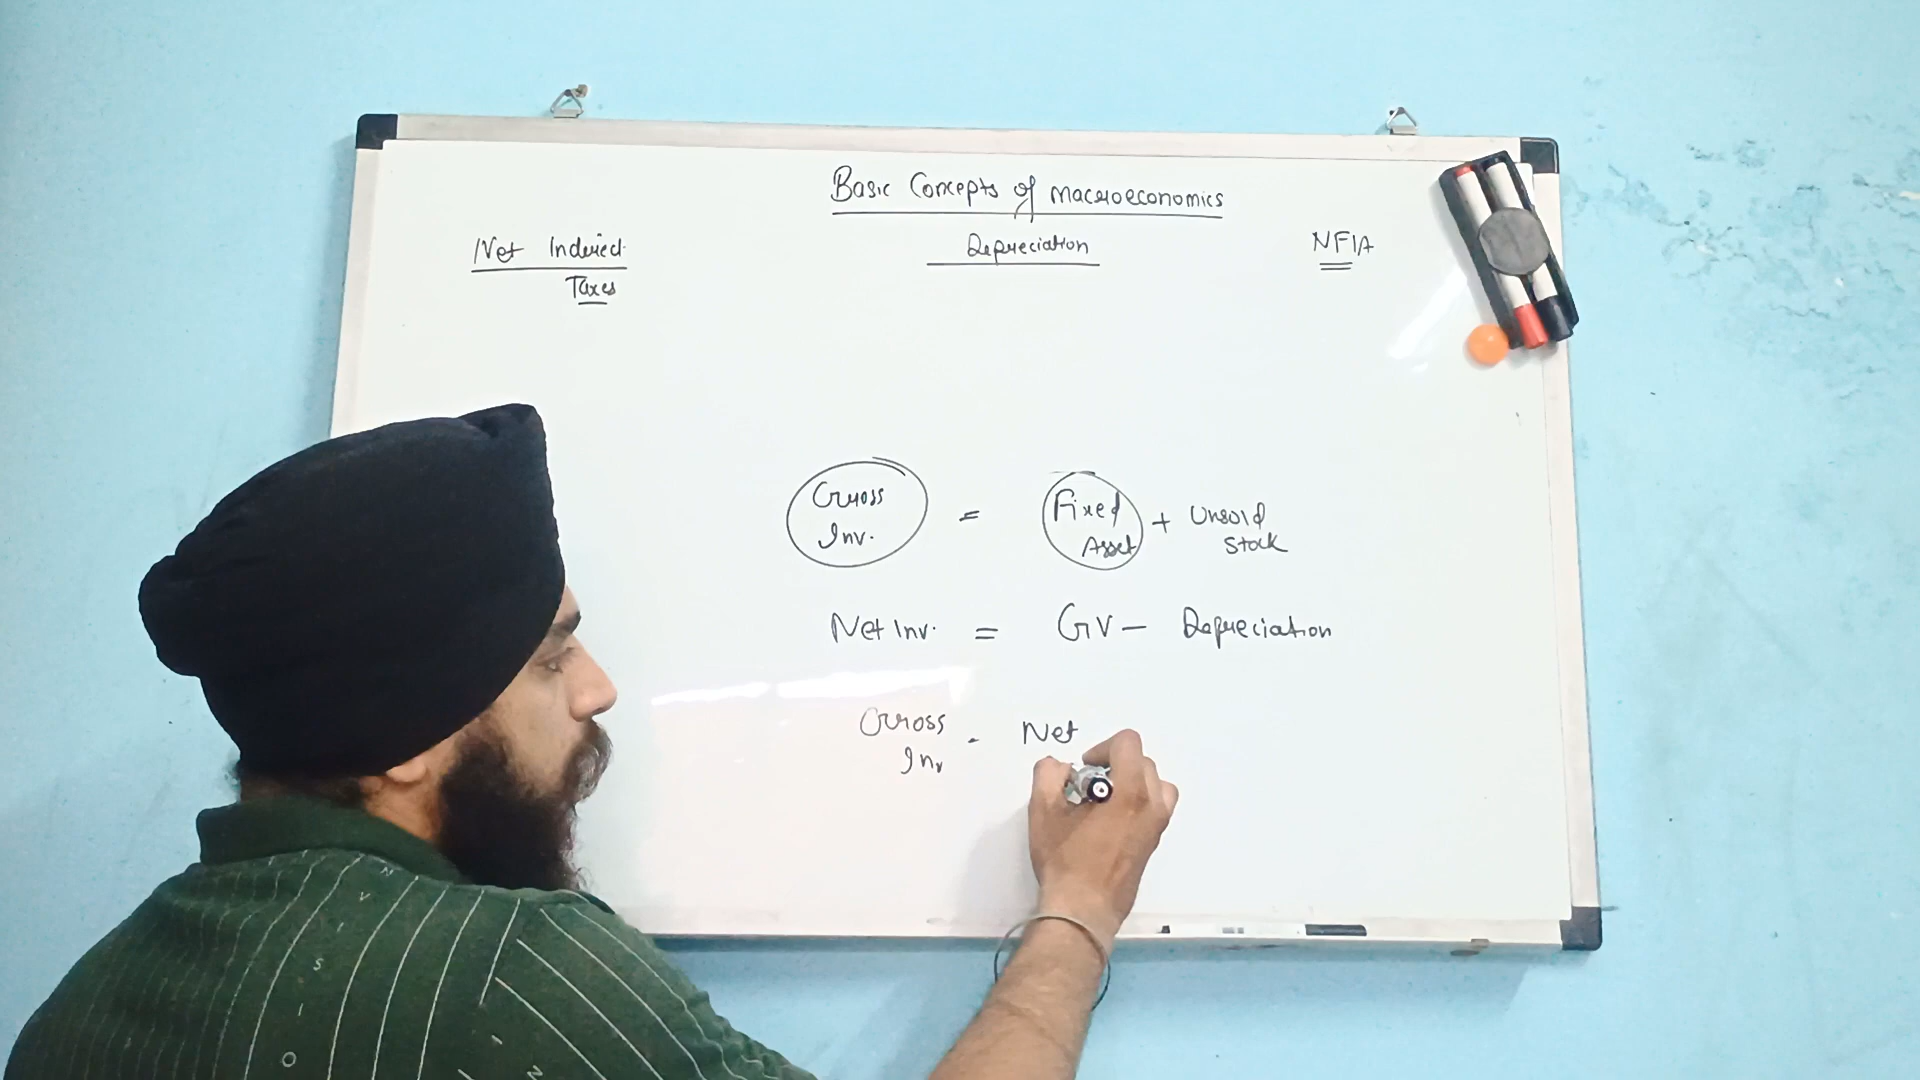 Basic Concepts of macroeconomics
Net Indirect
Taxes
Depreciation
NFIA
Gross
Inv.
=
Fixed
Asset
+
Unsold
Stock
Net Inv. = GV - Depreciation
Gross
Inv
-
Net
N
V
I
S
I
O
I
N